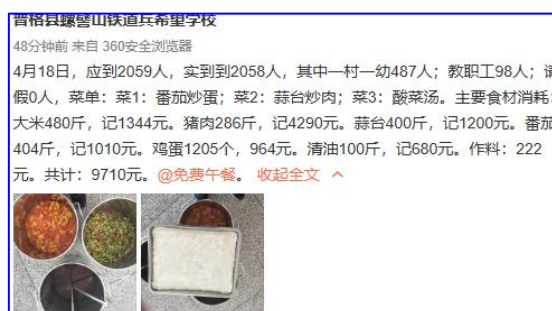 普格县螺髻山铁道兵希望学校
48分钟前 来自 360安全浏览器
4月18日，应到2059人，实到到2058人，其中一村一幼487人；教职工98人；请
假0人，菜单：菜1：番茄炒蛋；菜2：蒜台炒肉；菜3：酸菜汤。主要食材消耗：
大米480斤，记1344元。猪肉286斤，记4290元。蒜台400斤，记1200元。番茄
404斤，记1010元。鸡蛋1205个，964元。清油100斤，记680元。作料：222
元。共计：9710元。@免费午餐。 收起全文